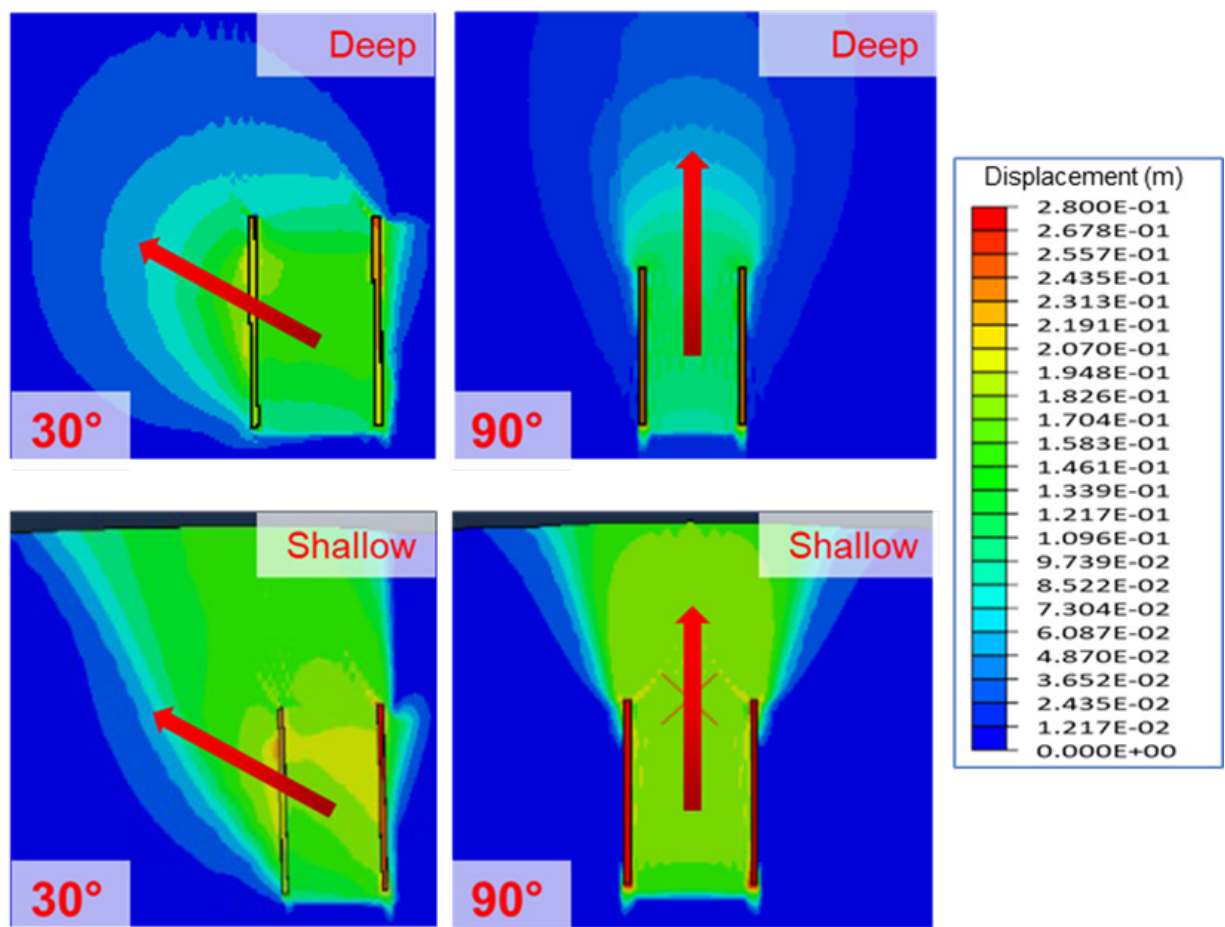 Deep
30°
Deep
90°
Shallow
30°
Shallow
90°
Displacement (m)
2.800E-01
2.678E-01
2.557E-01
2.435E-01
2.313E-01
2.191E-01
2.070E-01
1.948E-01
1.826E-01
1.704E-01
1.583E-01
1.461E-01
1.339E-01
1.217E-01
1.096E-01
9.739E-02
8.522E-02
7.304E-02
6.087E-02
4.870E-02
3.652E-02
2.435E-02
1.217E-02
0.000E+00